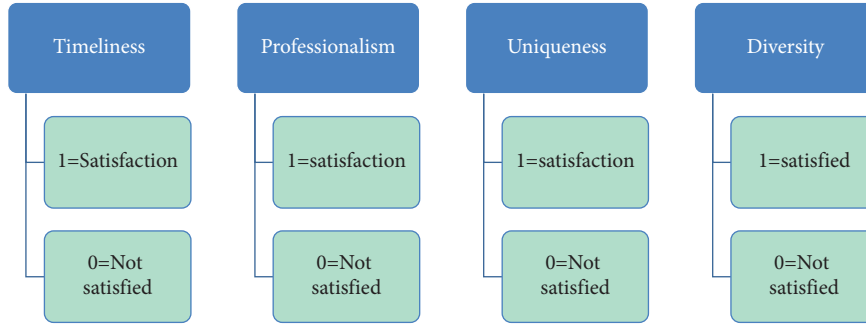 Timeliness
Professionalism
Uniqueness
Diversity
1=Satisfaction
1=satisfaction
1=satisfaction
1=satisfied
0=Not
satisfied
0=Not
satisfied
0=Not
satisfied
0=Not
satisfied